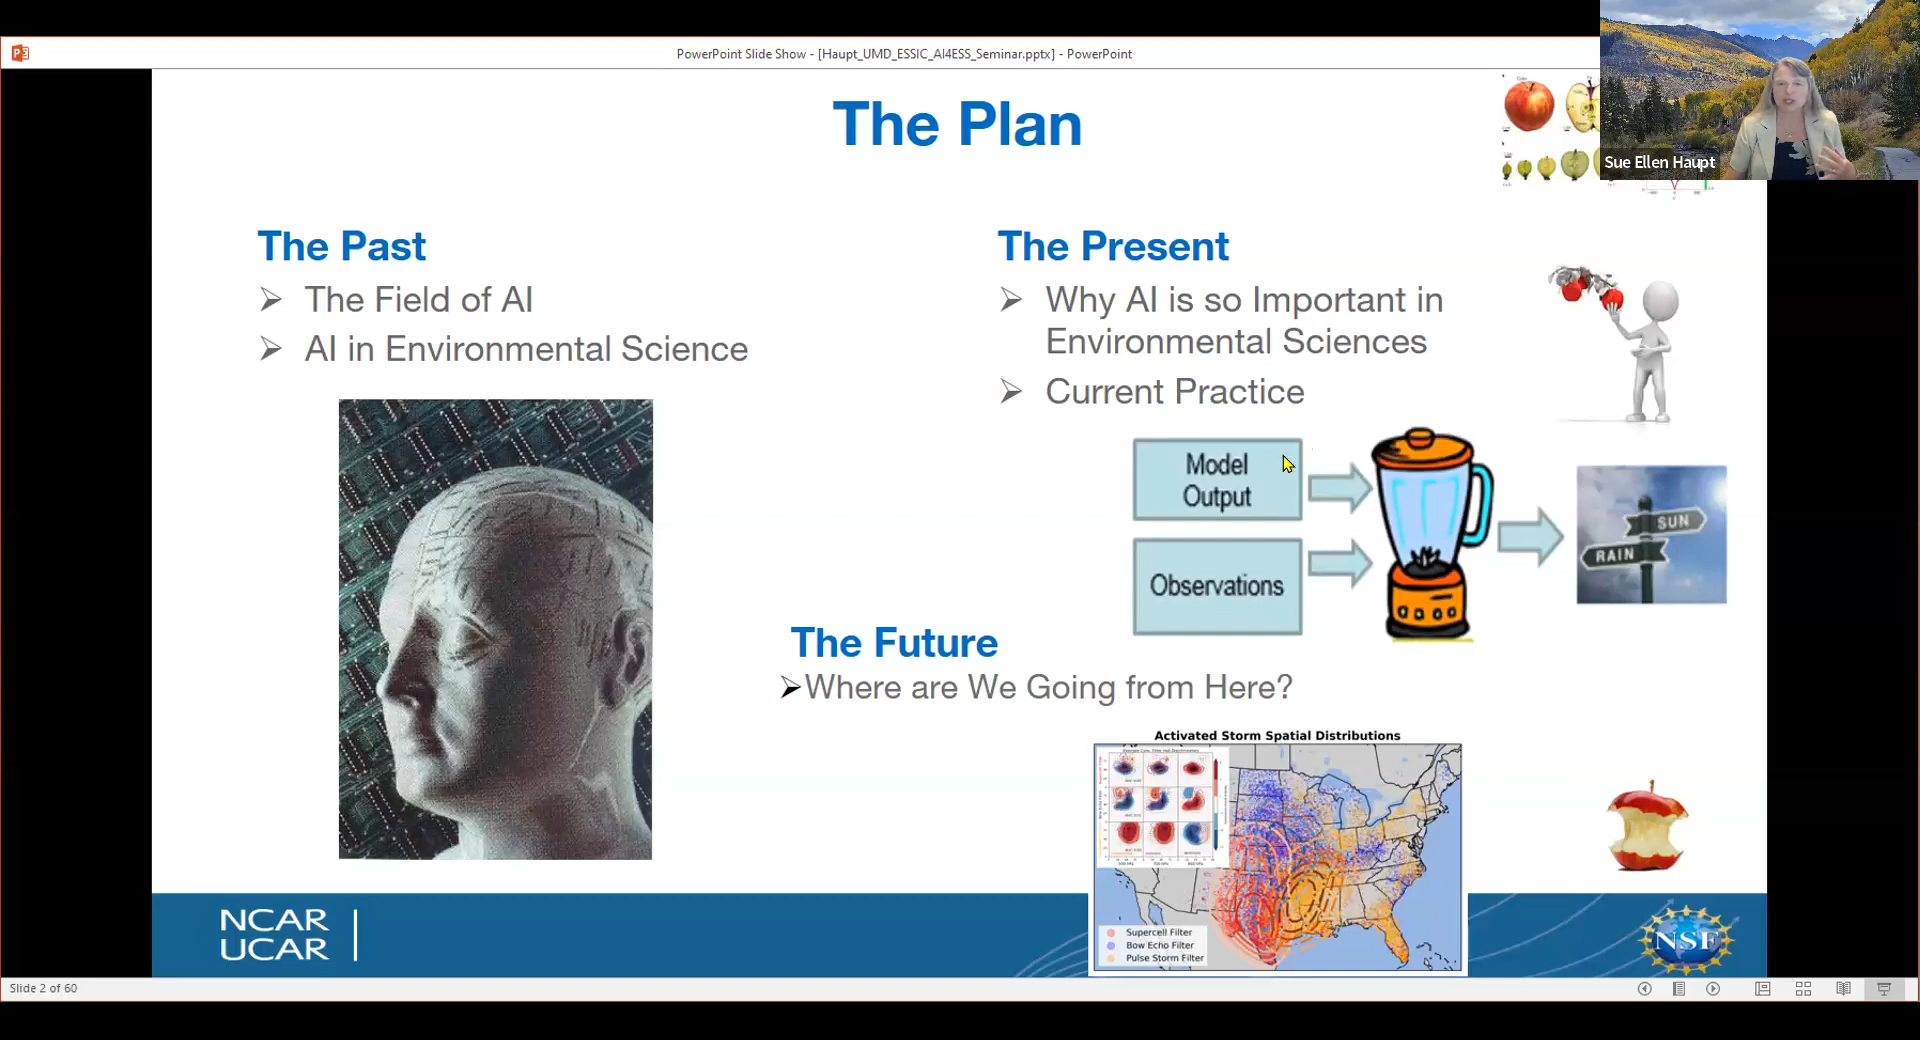 PowerPoint Slide Show - [Haupt_UMD_ESSIC_AI4ESS_Seminar.pptx] - PowerPoint
Sue Ellen Haupt
The Plan
The Past
The Field of AI
AI in Environmental Science
The Present
Why AI is so Important in
Environmental Sciences
Current Practice
Model
Output
Observations
SUN
RAIN
The Future
Where are We Going from Here?
Activated Storm Spatial Distributions
Supercell Filter
Bow Echo Filter
Pulse Storm Filter
NCAR
UCAR
NSF
Slide 2 of 60